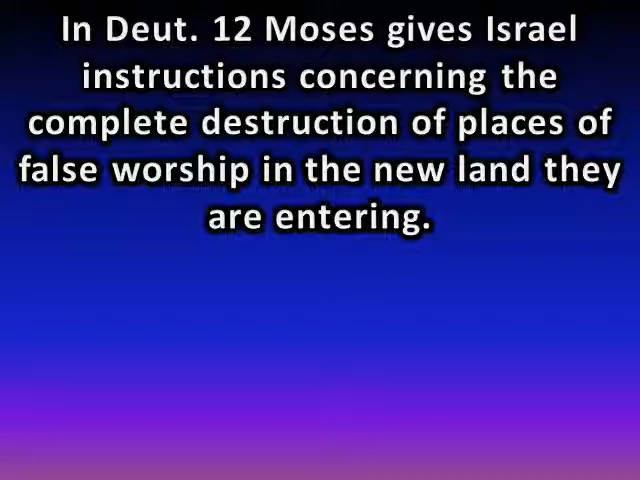 In Deut. 12 Moses gives Israel
instructions concerning the
complete destruction of places of
false worship in the new land they
are entering.